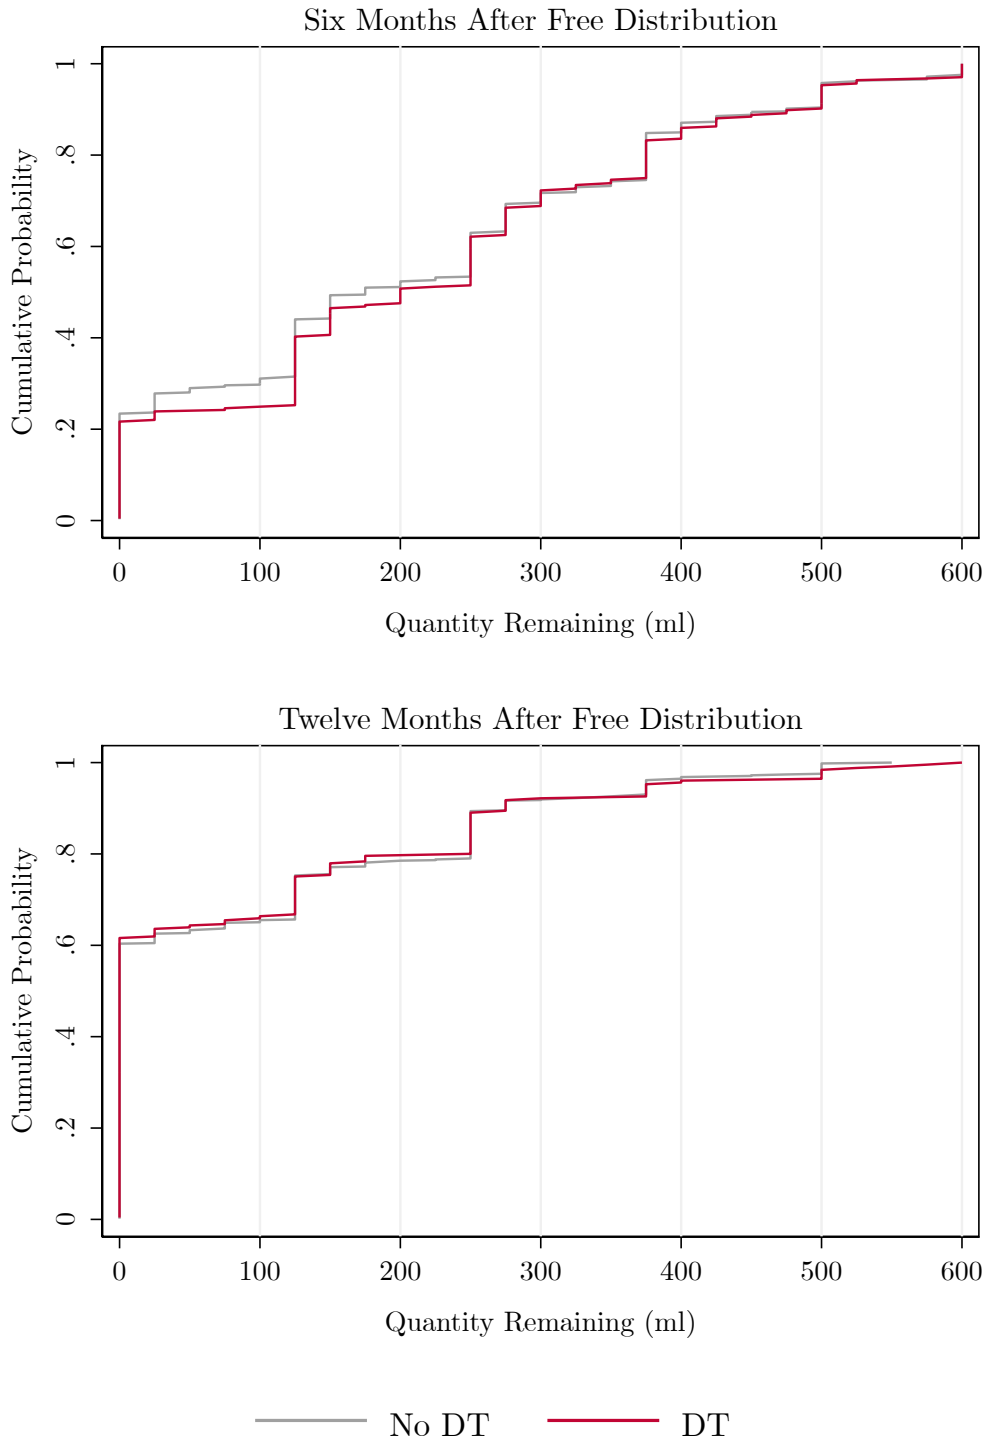 Six Months After Free Distribution
Cumulative Probability
1
.8
.6
.4
.2
0
0 100 200 300 400 500 600
Quantity Remaining (ml)
Twelve Months After Free Distribution
Cumulative Probability
1
.8
.6
.4
.2
0
0 100 200 300 400 500 600
Quantity Remaining (ml)
No DT DT